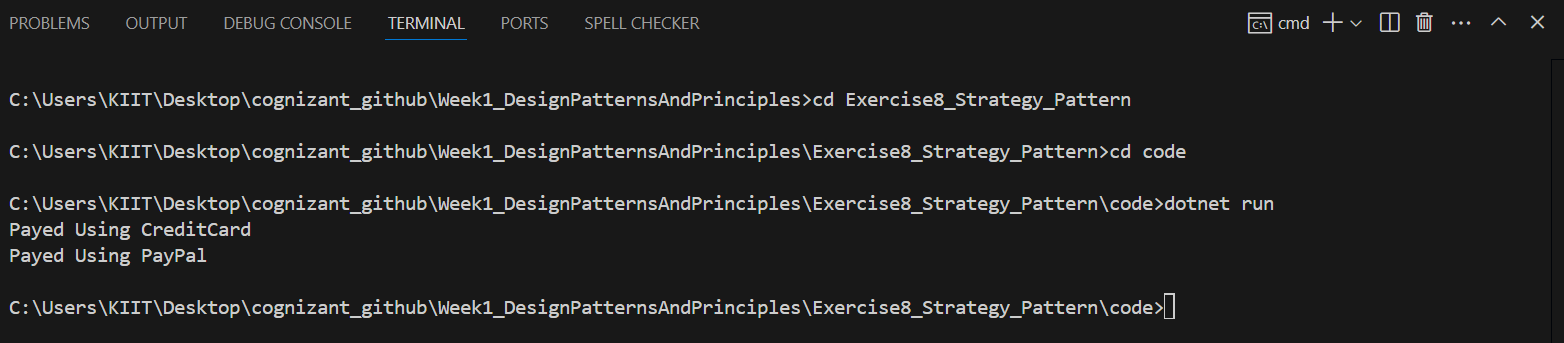 PROBLEMS OUTPUT DEBUG CONSOLE TERMINAL PORTS SPELL CHECKER cmd
C:\Users\KIIT\Desktop\cognizant_github\Week1_DesignPatternsAndPrinciples>cd Exercise8_Strategy_Pattern
C:\Users\KIIT\Desktop\cognizant_github\Week1_DesignPatternsAndPrinciples\Exercise8_Strategy_Pattern>cd code
C:\Users\KIIT\Desktop\cognizant_github\Week1_DesignPatternsAndPrinciples\Exercise8_Strategy_Pattern\code>dotnet run
Payed Using CreditCard
Payed Using PayPal
C:\Users\KIIT\Desktop\cognizant_github\Week1_DesignPatternsAndPrinciples\Exercise8_Strategy_Pattern\code>